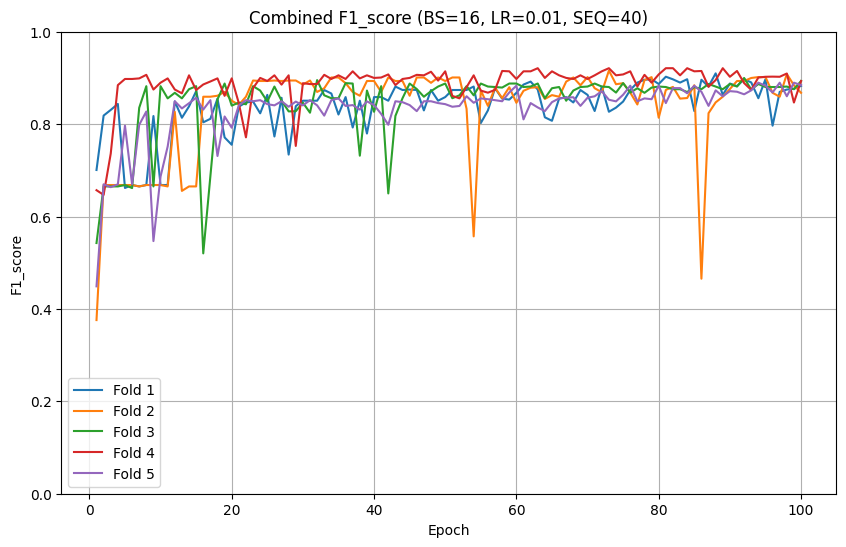 Combined F1_score (BS=16, LR=0.01, SEQ=40)
1.0
0.8
0.6
0.4
0.2
0.0
F1_score
Fold 1
Fold 2
Fold 3
Fold 4
Fold 5
0 20 40 60 80 100
Epoch